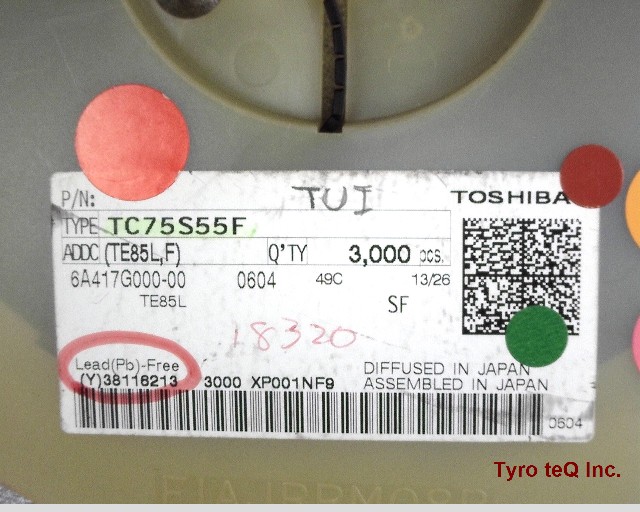 TUI
P/N:
TOSHIBA
TYPE TC75S55F
ADDC (TE85L,F) Q'TY 3,000 pcs.
6A417G000-00 0604 49C 13/26
TE85L SF
18320
Lead(Pb)-Free
(Y)38116213 3000 XP001NF9
DIFFUSED IN JAPAN
ASSEMBLED IN JAPAN
0604
Tyro teQ Inc.